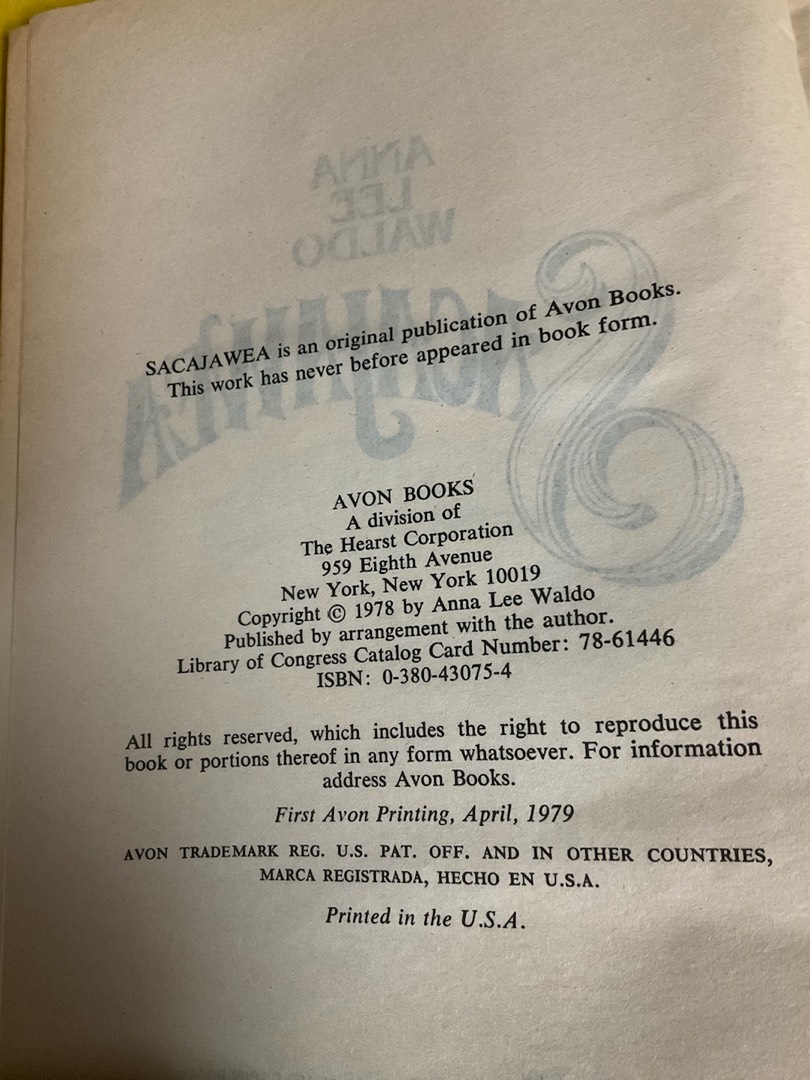 ANNA
LEE
WALDO
SACAJAWEA
SACAJAWEA is an original publication of Avon Books.
This work has never before appeared in book form.
AVON BOOKS
A division of
The Hearst Corporation
959 Eighth Avenue
New York, New York 10019
Copyright © 1978 by Anna Lee Waldo
Published by arrangement with the author.
Library of Congress Catalog Card Number: 78-61446
ISBN: 0-380-43075-4
All rights reserved, which includes the right to reproduce this
book or portions thereof in any form whatsoever. For information
address Avon Books.
First Avon Printing, April, 1979
AVON TRADEMARK REG. U.S. PAT. OFF. AND IN OTHER COUNTRIES,
MARCA REGISTRADA, HECHO EN U.S.A.
Printed in the U.S.A.